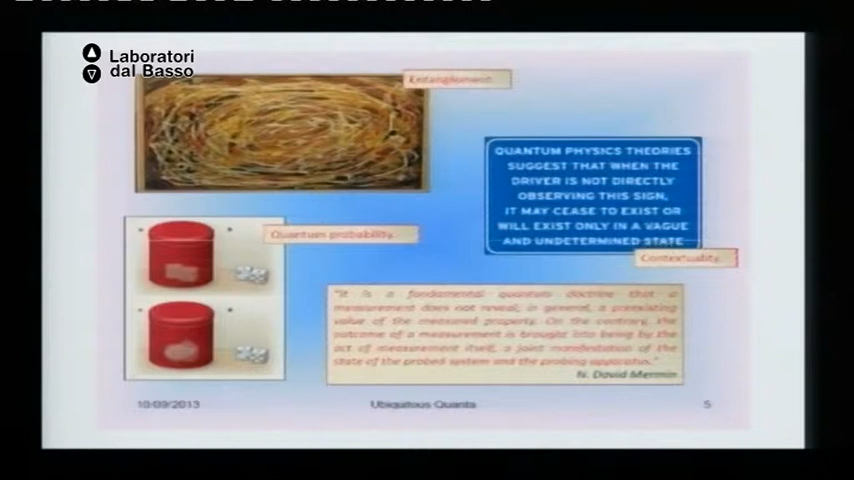 Laboratori
dal Basso
Entanglement
QUANTUM PHYSICS THEORIES
SUGGEST THAT WHEN THE
DRIVER IS NOT DIRECTLY
OBSERVING THIS SIGN,
IT MAY CEASE TO EXIST OR
WILL EXIST ONLY IN A VAGUE
AND UNDETERMINED STATE
Quantum probability
Contextuality
"It is a fundamental quantum doctrine that a
measurement does not reveal, in general, a preexisting
value of the measured property. On the contrary, the
outcome of a measurement is brought into being by the
act of measurement itself, a joint manifestation of the
state of the probed system and the probing apparatus."
N. David Mermin
10/09/2013
Ubiquitous Quanta
5